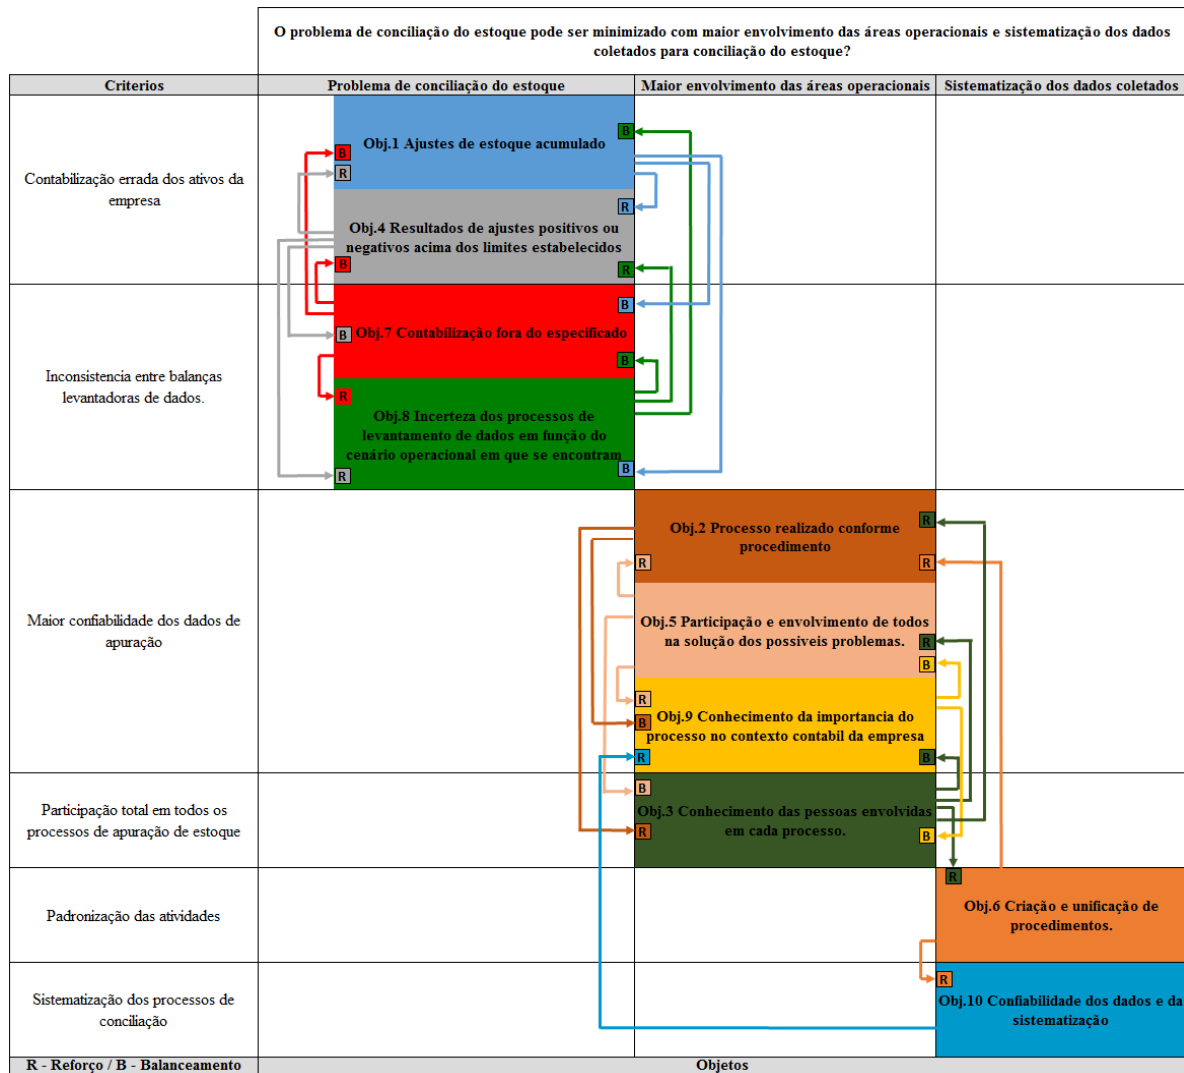 O problema de conciliação do estoque pode ser minimizado com maior envolvimento das áreas operacionais e sistematização dos dados
coletados para conciliação do estoque?
Criterios
Problema de conciliação do estoque
Maior envolvimento das áreas operacionais
Sistematização dos dados coletados
Contabilização errada dos ativos da
empresa
B
B
Obj.1 Ajustes de estoque acumulado
R
R
Obj.4 Resultados de ajustes positivos ou
negativos acima dos limites estabelecidos
B
R
Inconsistencia entre balanças
levantadoras de dados.
B
B
Obj.7 Contabilização fora do especificado
B
R
Obj.8 Incerteza dos processos de
levantamento de dados em função do
cenário operacional em que se encontram
B
R
Maior confiabilidade dos dados de
apuração
R
Obj.2 Processo realizado conforme
procedimento
R
R
Obj.5 Participação e envolvimento de todos
na solução dos possiveis problemas.
R
B
R
Obj.9 Conhecimento da importancia do
processo no contexto contabil da empresa
B
R
B
Participação total em todos os
processos de apuração de estoque
B
Obj.3 Conhecimento das pessoas envolvidas
em cada processo.
R
B
Padronização das atividades
R
Obj.6 Criação e unificação de
procedimentos.
Sistematização dos processos de
conciliação
R
Obj.10 Confiabilidade dos dados e da
sistematização
R - Reforço / B - Balanceamento
Objetos